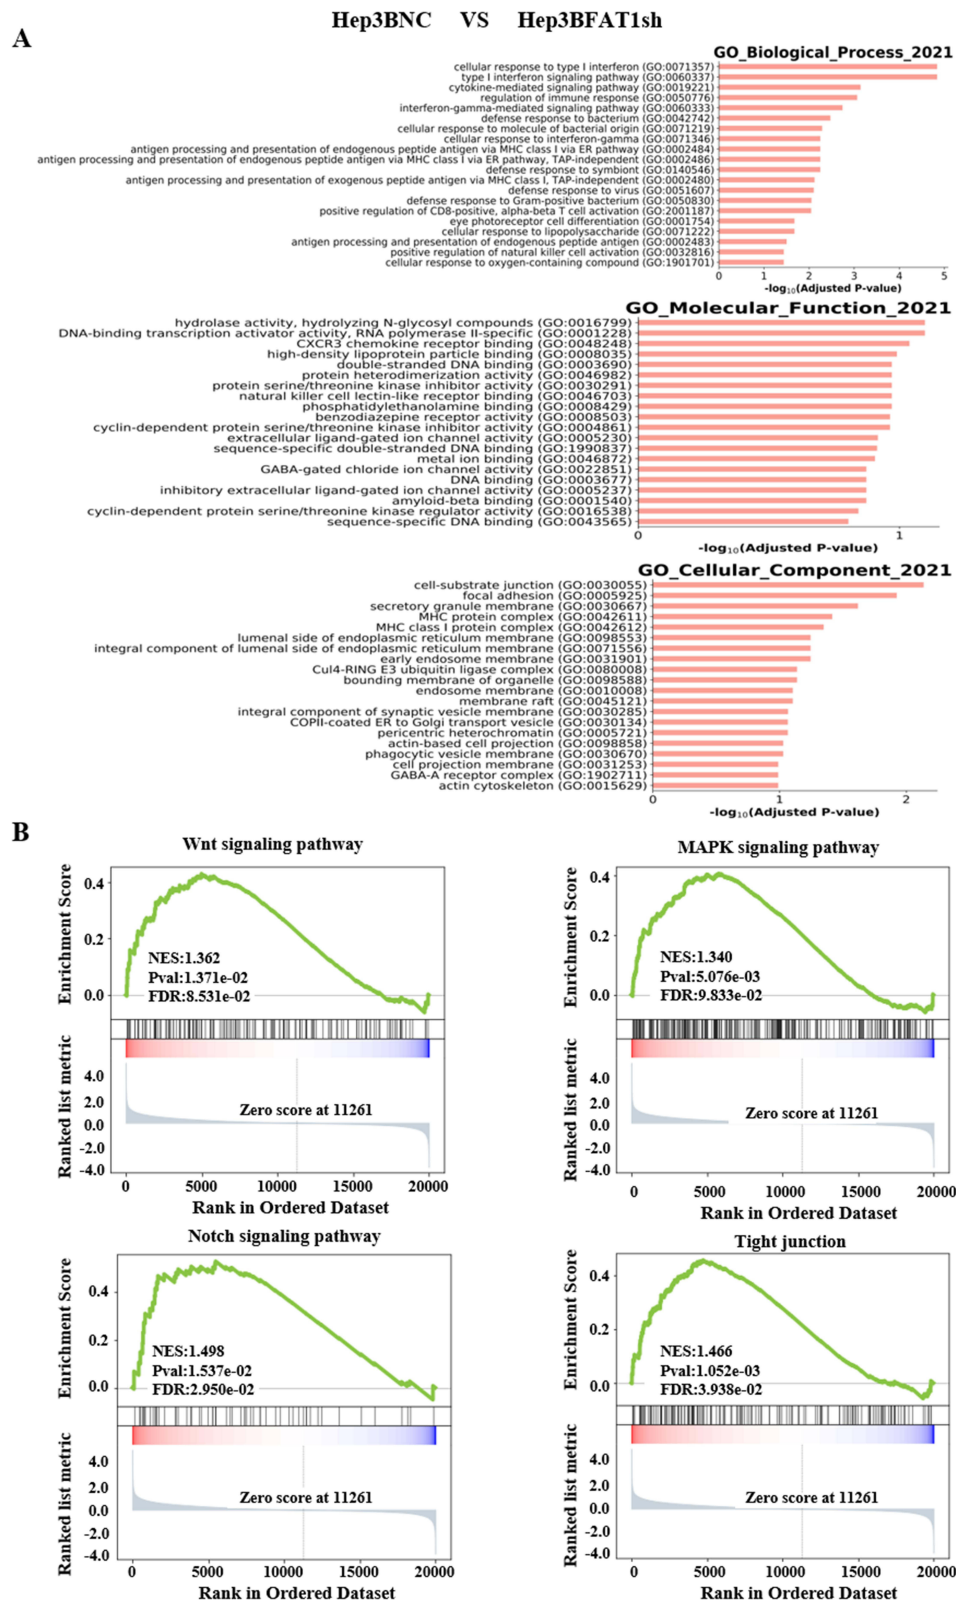 Hep3BNC VS Hep3BFAT1sh
A
GO_Biological_Process_2021
cellular response to type I interferon (GO:0071357)
type I interferon signaling pathway (GO:0060337)
cytokine-mediated signaling pathway (GO:0019221)
regulation of immune response (GO:0050776)
interferon-gamma-mediated signaling pathway (GO:0060333)
defense response to bacterium (GO:0042742)
cellular response to molecule of bacterial origin (GO:0071219)
cellular response to interferon-gamma (GO:0071346)
antigen processing and presentation of endogenous peptide antigen via MHC class I via ER pathway (GO:0002484)
antigen processing and presentation of endogenous peptide antigen via MHC class I via ER pathway, TAP-independent (GO:0002486)
defense response to symbiont (GO:0140546)
antigen processing and presentation of exogenous peptide antigen via MHC class I, TAP-independent (GO:0002480)
defense response to virus (GO:0051607)
defense response to Gram-positive bacterium (GO:0050830)
positive regulation of CD8-positive, alpha-beta T cell activation (GO:2001187)
eye photoreceptor cell differentiation (GO:0001754)
cellular response to lipopolysaccharide (GO:0071222)
antigen processing and presentation of endogenous peptide antigen (GO:0002483)
positive regulation of natural killer cell activation (GO:0032816)
cellular response to oxygen-containing compound (GO:1901701)
0 1 2 3 4 5
-log₁₀(Adjusted P-value)
GO_Molecular_Function_2021
hydrolase activity, hydrolyzing N-glycosyl compounds (GO:0016799)
DNA-binding transcription activator activity, RNA polymerase II-specific (GO:0001228)
CXCR3 chemokine receptor binding (GO:0048248)
high-density lipoprotein particle binding (GO:0008035)
double-stranded DNA binding (GO:0003690)
protein heterodimerization activity (GO:0046982)
protein serine/threonine kinase inhibitor activity (GO:0030291)
natural killer cell lectin-like receptor binding (GO:0046703)
phosphatidylethanolamine binding (GO:0008429)
benzodiazepine receptor activity (GO:0008503)
cyclin-dependent protein serine/threonine kinase inhibitor activity (GO:0004861)
extracellular ligand-gated ion channel activity (GO:0005230)
sequence-specific double-stranded DNA binding (GO:1990837)
metal ion binding (GO:0046872)
GABA-gated chloride ion channel activity (GO:0022851)
DNA binding (GO:0003677)
inhibitory extracellular ligand-gated ion channel activity (GO:0005237)
amyloid-beta binding (GO:0001540)
cyclin-dependent protein serine/threonine kinase regulator activity (GO:0016538)
sequence-specific DNA binding (GO:0043565)
0 1
-log₁₀(Adjusted P-value)
GO_Cellular_Component_2021
cell-substrate junction (GO:0030055)
focal adhesion (GO:0005925)
secretory granule membrane (GO:0030667)
MHC protein complex (GO:0042611)
MHC class I protein complex (GO:0042612)
lumenal side of endoplasmic reticulum membrane (GO:0098553)
integral component of lumenal side of endoplasmic reticulum membrane (GO:0071556)
early endosome membrane (GO:0031901)
Cul4-RING E3 ubiquitin ligase complex (GO:0080008)
bounding membrane of organelle (GO:0098588)
endosome membrane (GO:0010008)
membrane raft (GO:0045121)
integral component of synaptic vesicle membrane (GO:0030285)
COPII-coated ER to Golgi transport vesicle (GO:0030134)
pericentric heterochromatin (GO:0005721)
actin-based cell projection (GO:0098858)
phagocytic vesicle membrane (GO:0030670)
cell projection membrane (GO:0031253)
GABA-A receptor complex (GO:1902711)
actin cytoskeleton (GO:0015629)
0 1 2
-log₁₀(Adjusted P-value)
B
Wnt signaling pathway
Enrichment Score
0.4
0.2
0.0
NES:1.362
Pval:1.371e-02
FDR:8.531e-02
Ranked list metric
4.0
2.0
0.0
-2.0
-4.0
Zero score at 11261
0 5000 10000 15000 20000
Rank in Ordered Dataset
MAPK signaling pathway
Enrichment Score
0.4
0.2
0.0
NES:1.340
Pval:5.076e-03
FDR:9.833e-02
Ranked list metric
4.0
2.0
0.0
-2.0
-4.0
Zero score at 11261
0 5000 10000 15000 20000
Rank in Ordered Dataset
Notch signaling pathway
Enrichment Score
0.4
0.2
0.0
NES:1.498
Pval:1.537e-02
FDR:2.950e-02
Ranked list metric
4.0
2.0
0.0
-2.0
-4.0
Zero score at 11261
0 5000 10000 15000 20000
Rank in Ordered Dataset
Tight junction
Enrichment Score
0.4
0.2
0.0
NES:1.466
Pval:1.052e-03
FDR:3.938e-02
Ranked list metric
4.0
2.0
0.0
-2.0
-4.0
Zero score at 11261
0 5000 10000 15000 20000
Rank in Ordered Dataset